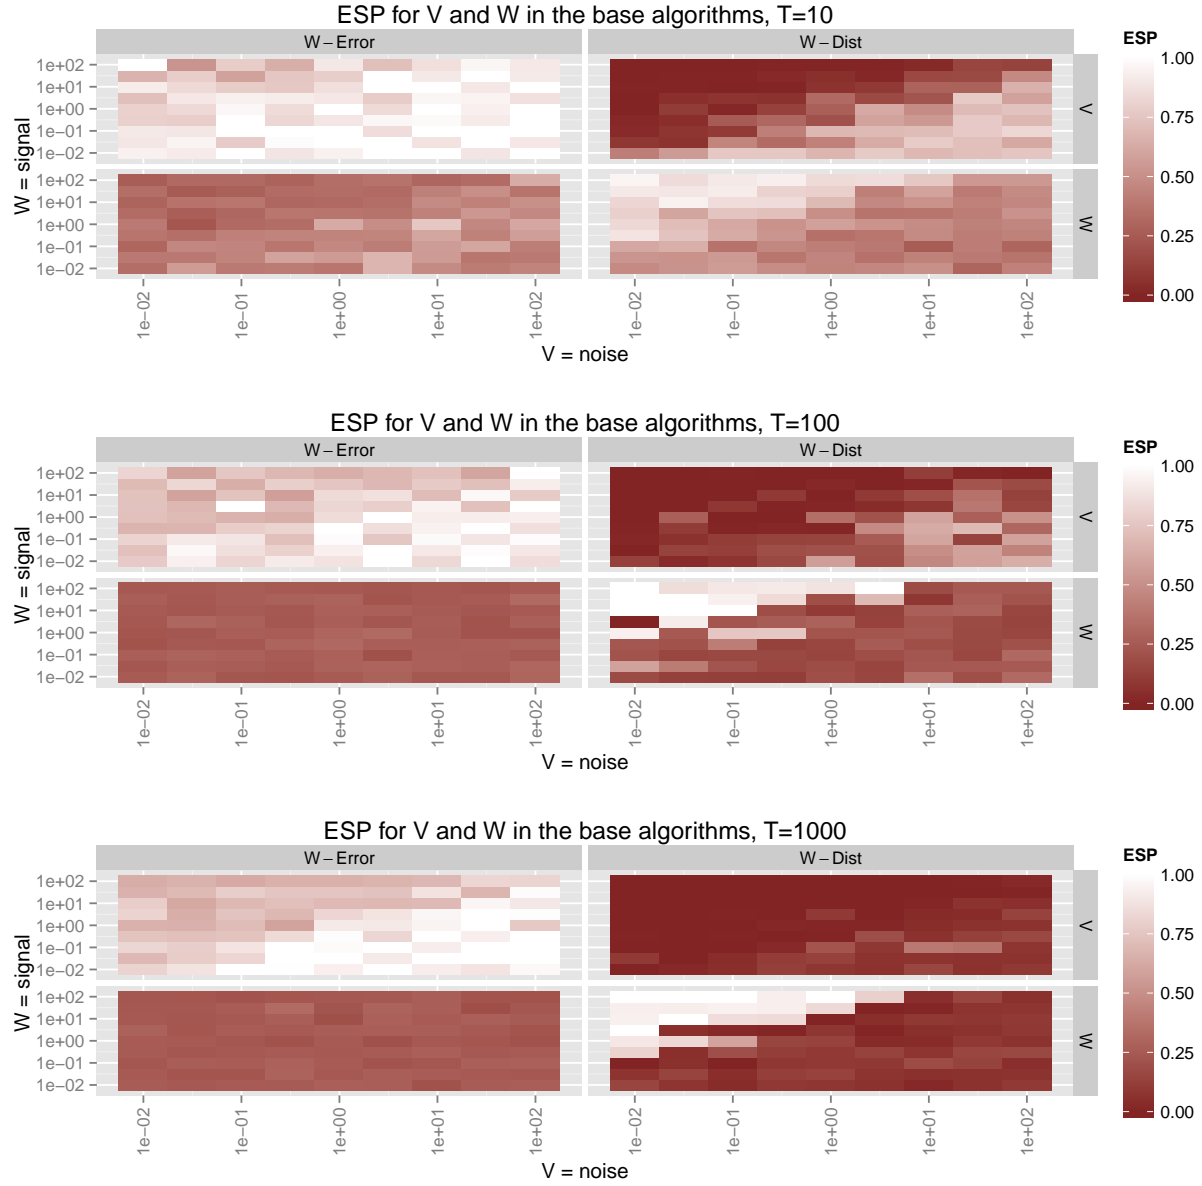 ESP for V and W in the base algorithms, T=10
W − Error
W − Dist
ESP
1e+02
1e+01
1e+00
1e−01
1e−02
V
1e+02
1e+01
1e+00
1e−01
1e−02
W
W = signal
1e−02
1e−01
1e+00
1e+01
1e+02
1e−02
1e−01
1e+00
1e+01
1e+02
V = noise
1.00
0.75
0.50
0.25
0.00
ESP for V and W in the base algorithms, T=100
W − Error
W − Dist
ESP
1e+02
1e+01
1e+00
1e−01
1e−02
V
1e+02
1e+01
1e+00
1e−01
1e−02
W
W = signal
1e−02
1e−01
1e+00
1e+01
1e+02
1e−02
1e−01
1e+00
1e+01
1e+02
V = noise
1.00
0.75
0.50
0.25
0.00
ESP for V and W in the base algorithms, T=1000
W − Error
W − Dist
ESP
1e+02
1e+01
1e+00
1e−01
1e−02
V
1e+02
1e+01
1e+00
1e−01
1e−02
W
W = signal
1e−02
1e−01
1e+00
1e+01
1e+02
1e−02
1e−01
1e+00
1e+01
1e+02
V = noise
1.00
0.75
0.50
0.25
0.00